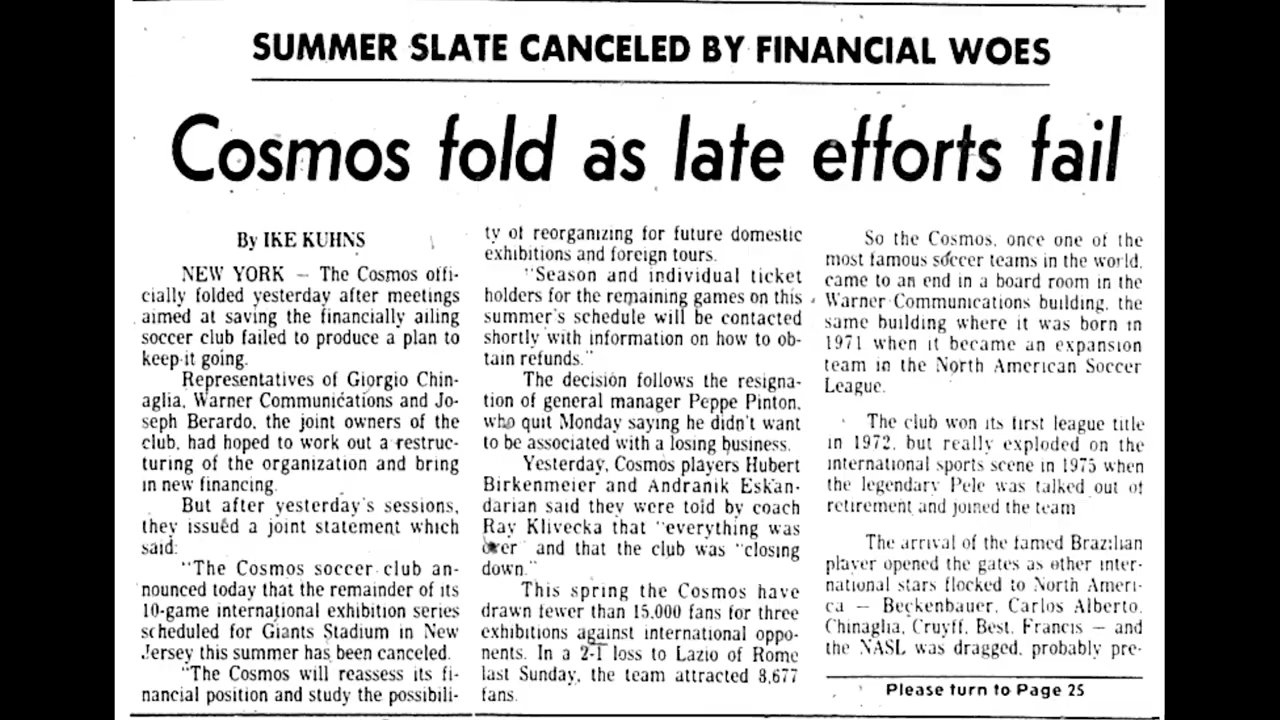 SUMMER SLATE CANCELED BY FINANCIAL WOES
Cosmos fold as late efforts fail
By IKE KUHNS
NEW YORK — The Cosmos offi-
cially folded yesterday after meetings
aimed at saving the financially ailing
soccer club failed to produce a plan to
keep it going.
Representatives of Giorgio Chin-
aglia, Warner Communications and Jo-
seph Berardo, the joint owners of the
club, had hoped to work out a restruc-
turing of the organization and bring
in new financing.
But after yesterday's sessions,
they issued a joint statement which
said:
"The Cosmos soccer club an-
nounced today that the remainder of its
10-game international exhibition series
scheduled for Giants Stadium in New
Jersey this summer has been canceled.
"The Cosmos will reassess its fi-
nancial position and study the possibili-
ty of reorganizing for future domestic
exhibitions and foreign tours.
"Season and individual ticket
holders for the remaining games on this
summer's schedule will be contacted
shortly with information on how to ob-
tain refunds."
The decision follows the resigna-
tion of general manager Peppe Pinton,
who quit Monday saying he didn't want
to be associated with a losing business.
Yesterday, Cosmos players Hubert
Birkenmeier and Andranik Eskan-
darian said they were told by coach
Ray Klivecka that "everything was
over" and that the club was "closing
down."
This spring the Cosmos have
drawn fewer than 15,000 fans for three
exhibitions against international oppo-
nents. In a 2-1 loss to Lazio of Rome
last Sunday, the team attracted 8,677
fans.
So the Cosmos, once one of the
most famous soccer teams in the world,
came to an end in a board room in the
Warner Communications building, the
same building where it was born in
1971 when it became an expansion
team in the North American Soccer
League.
The club won its first league title
in 1972, but really exploded on the
international sports scene in 1975 when
the legendary Pele was talked out of
retirement and joined the team
The arrival of the famed Brazilian
player opened the gates as other inter-
national stars flocked to North Ameri-
ca — Beckenbauer, Carlos Alberto,
Chinaglia, Cruyff, Best, Francis — and
the NASL was dragged, probably pre-
Please turn to Page 25